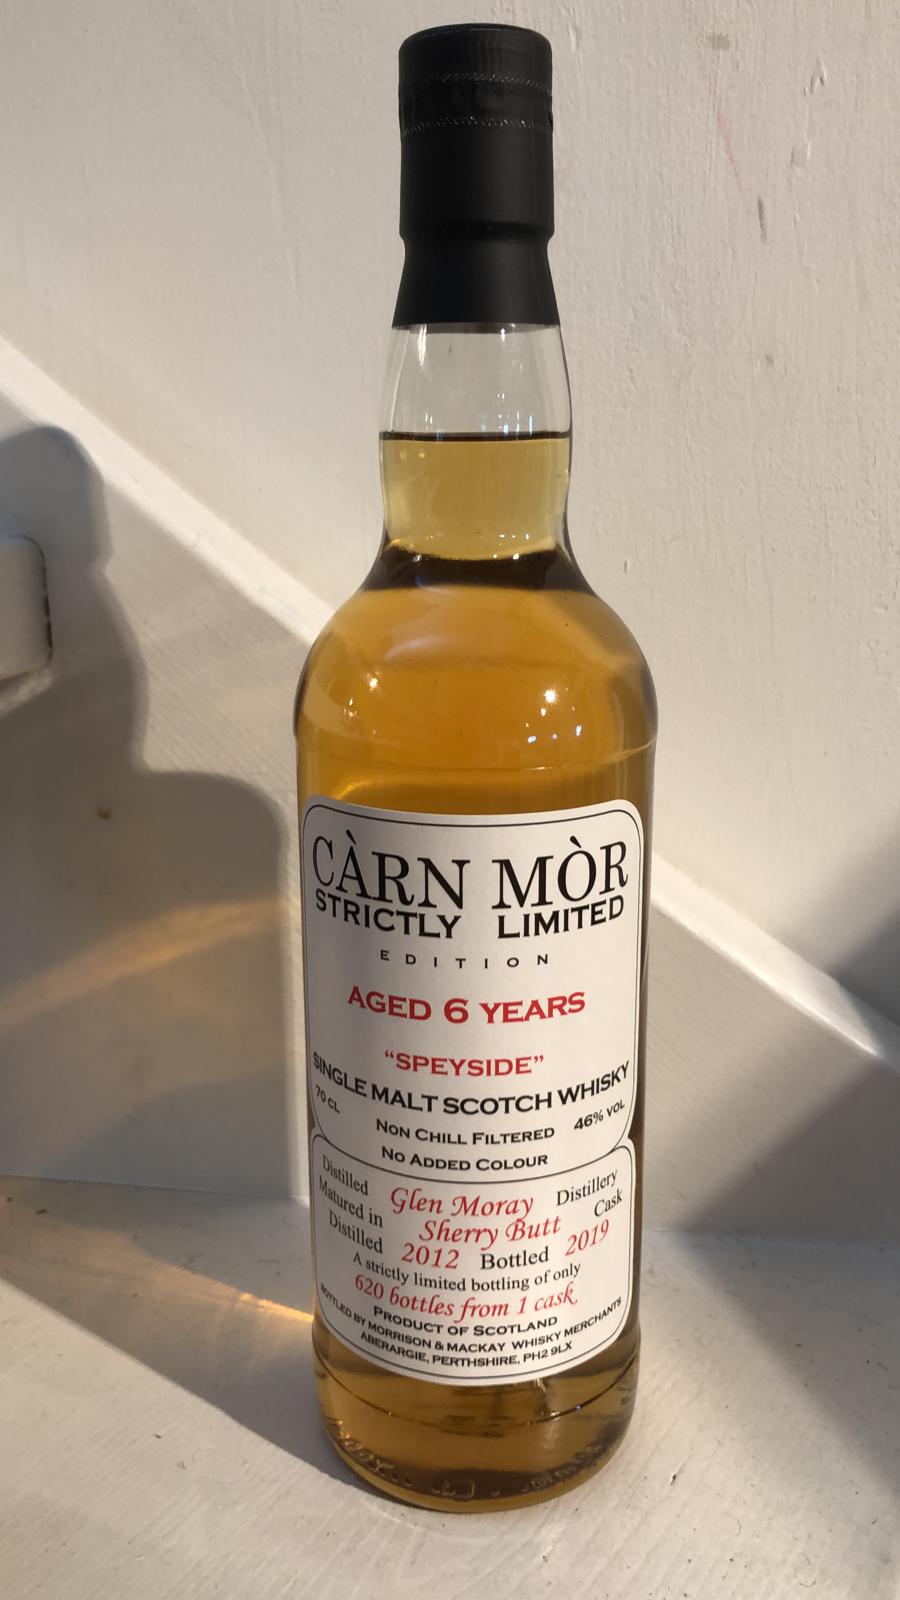 CÀRN MÒR
STRICTLY LIMITED
EDITION
AGED 6 YEARS
“SPEYSIDE”
SINGLE MALT SCOTCH WHISKY
70 CL
46% VOL
NON CHILL FILTERED
NO ADDED COLOUR
Distilled Glen Moray Distillery
Matured in Sherry Butt Cask
Distilled 2012 Bottled 2019
A strictly limited bottling of only
620 bottles from 1 cask
PRODUCT OF SCOTLAND
BOTTLED BY MORRISON & MACKAY WHISKY MERCHANTS
ABERARGIE, PERTHSHIRE, PH2 9LX